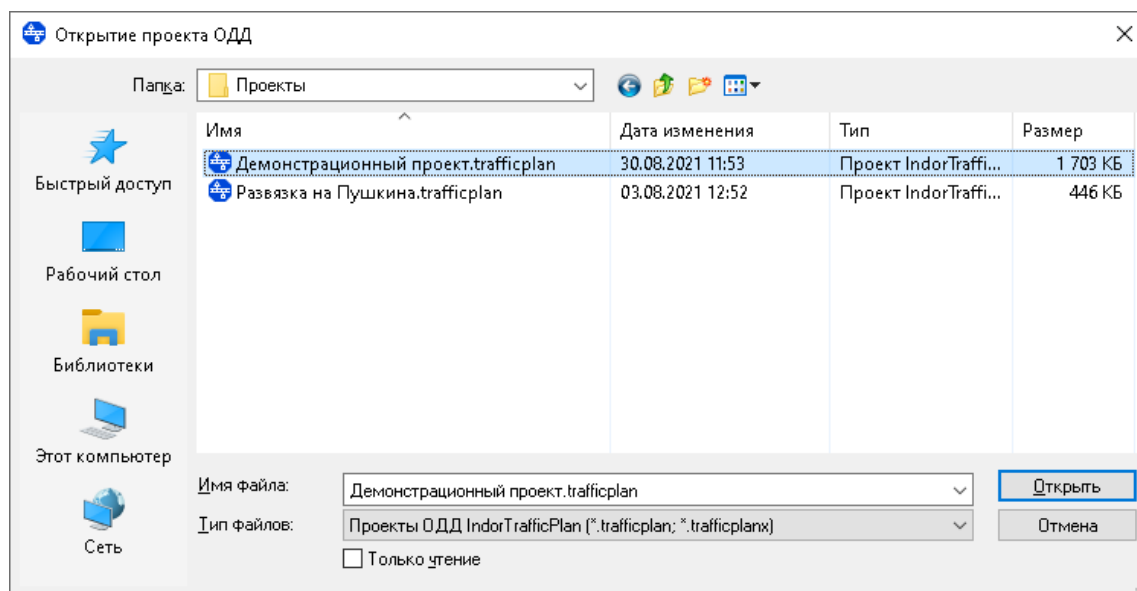 Открытие проекта ОДД
Папка: Проекты
Имя Дата изменения Тип Размер
Демонстрационный проект.trafficplan 30.08.2021 11:53 Проект IndorTraffi... 1 703 КБ
Развязка на Пушкина.trafficplan 03.08.2021 12:52 Проект IndorTraffi... 446 КБ
Быстрый доступ
Рабочий стол
Библиотеки
Этот компьютер
Сеть
Имя файла: Демонстрационный проект.trafficplan Открыть
Тип файлов: Проекты ОДД IndorTrafficPlan (*.trafficplan; *.trafficplanx) Отмена
Только чтение